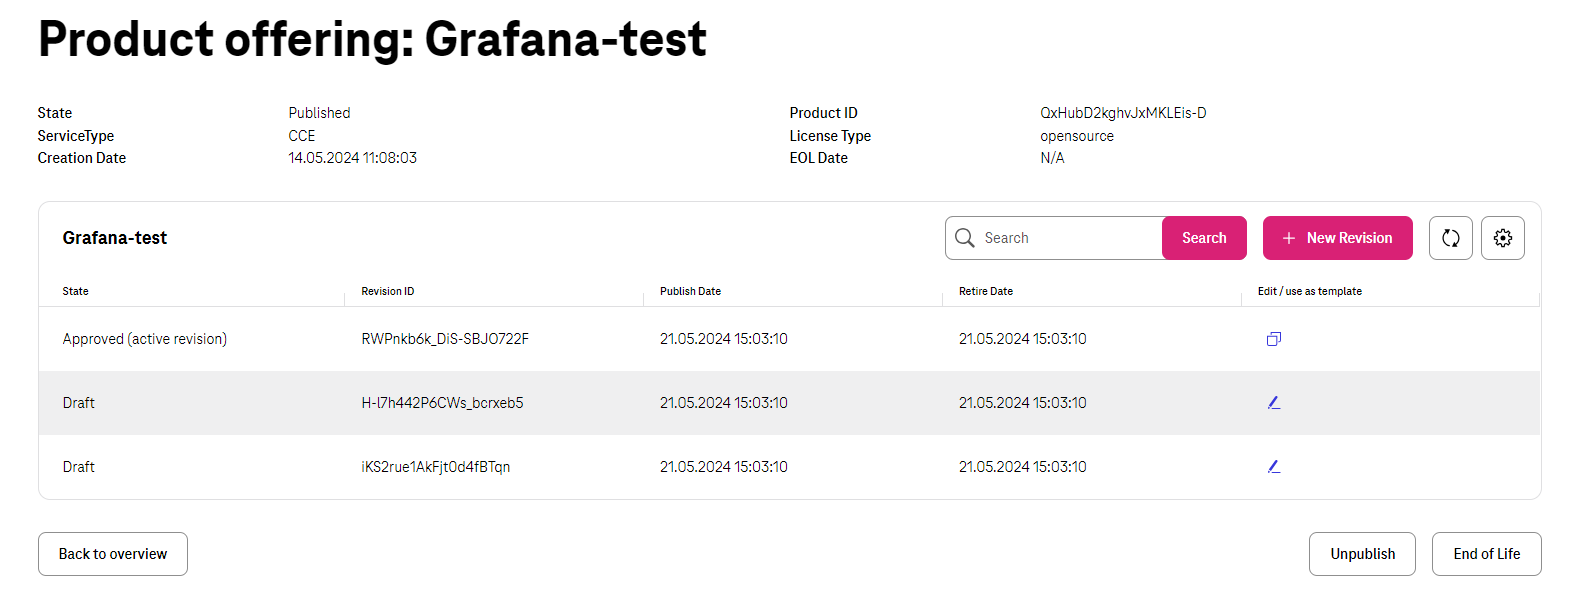 Product offering: Grafana-test
State Published Product ID QxHubD2kghvJxMKLEis-D
ServiceType CCE License Type opensource
Creation Date 14.05.2024 11:08:03 EOL Date N/A
Grafana-test Search Search + New Revision
State Revision ID Publish Date Retire Date Edit / use as template
Approved (active revision) RWPnkb6k_DiS-SBJO722F 21.05.2024 15:03:10 21.05.2024 15:03:10
Draft H-l7h442P6CWs_bcrxeb5 21.05.2024 15:03:10 21.05.2024 15:03:10
Draft iKS2rue1AkFjt0d4fBTqn 21.05.2024 15:03:10 21.05.2024 15:03:10
Back to overview Unpublish End of Life